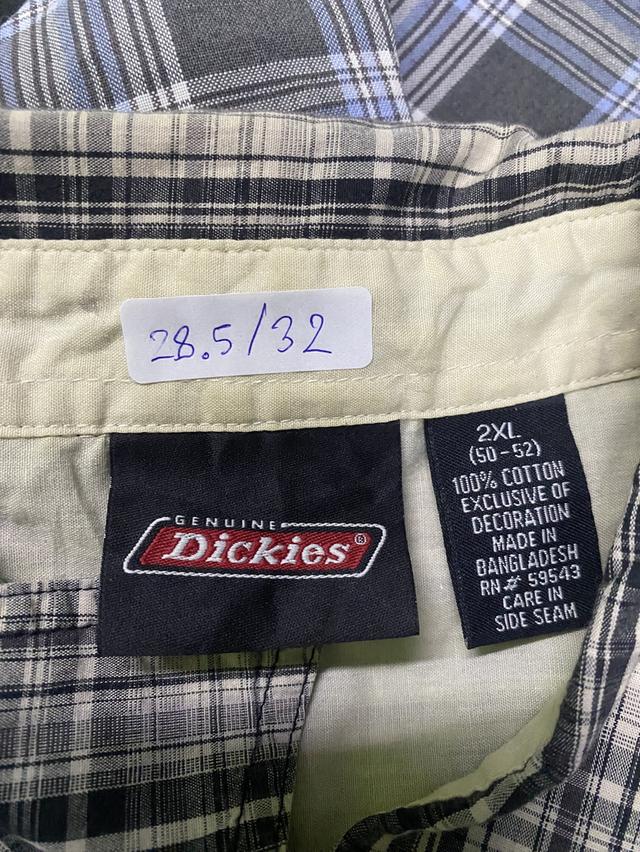 28.5/32
GENUINE
Dickies®
2XL
(50-52)
100% COTTON
EXCLUSIVE OF
DECORATION
MADE IN
BANGLADESH
RN# 59543
CARE IN
SIDE SEAM